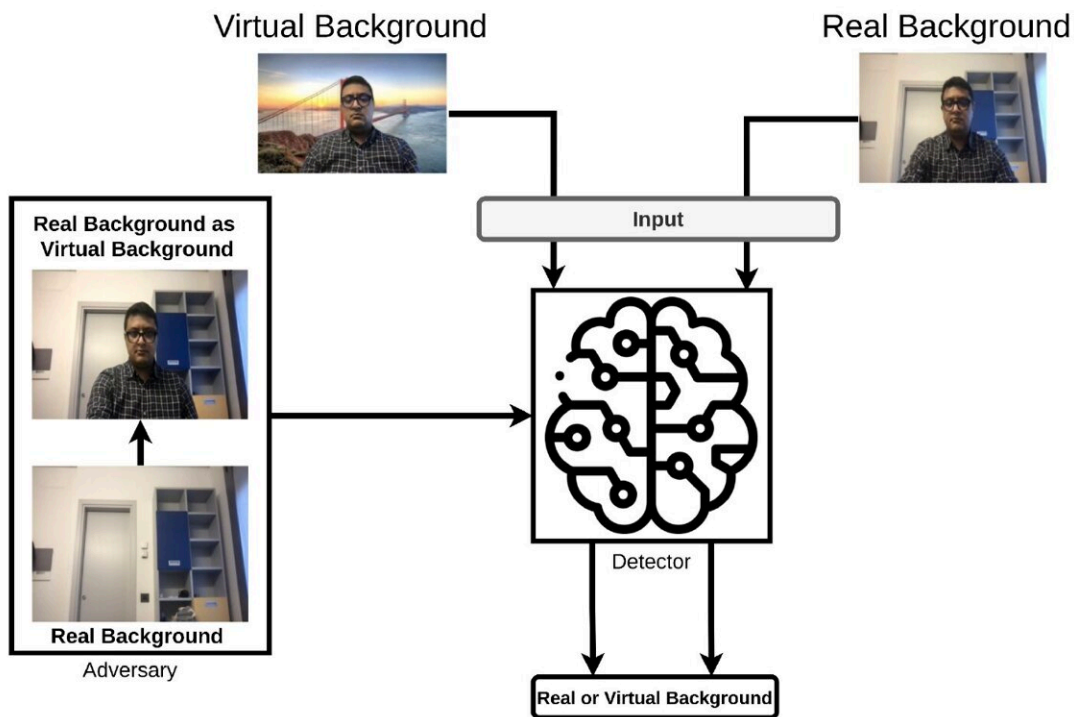 Virtual Background
Real Background
Input
Real Background as
Virtual Background
Real Background
Adversary
Detector
Real or Virtual Background